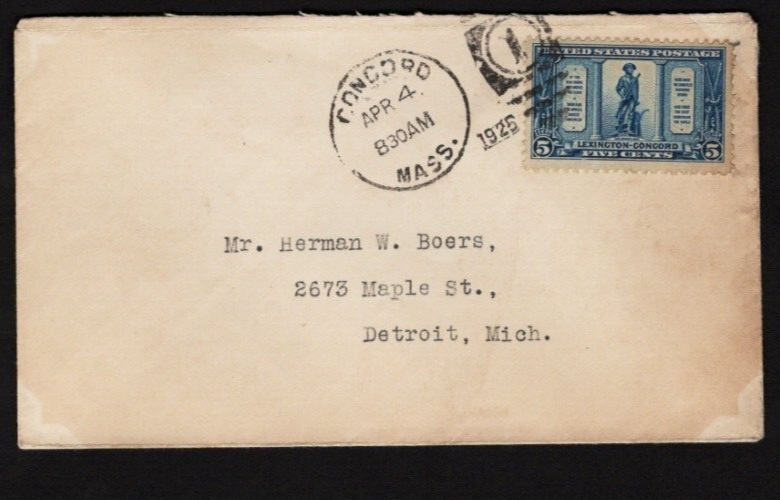 CONCORD
APR 4
830AM
MASS.
1925
1
UNITED STATES POSTAGE
5 LEXINGTON-CONCORD 5
FIVE CENTS
Mr. Herman W. Boers,
2673 Maple St.,
Detroit, Mich.